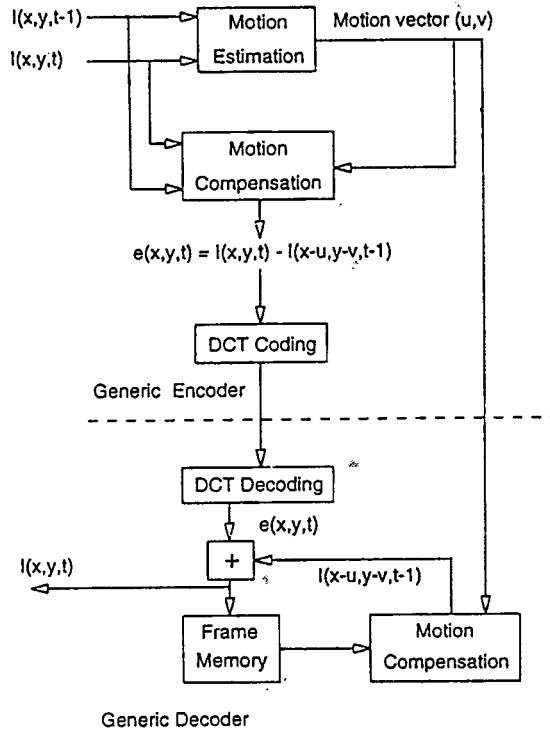 I(x,y,t-1)
Motion
Estimation
Motion vector (u,v)
I(x,y,t)
Motion
Compensation
e(x,y,t) = I(x,y,t) - I(x-u,y-v,t-1)
DCT Coding
Generic Encoder
DCT Decoding
e(x,y,t)
+
I(x,y,t)
I(x-u,y-v,t-1)
Frame
Memory
Motion
Compensation
Generic Decoder